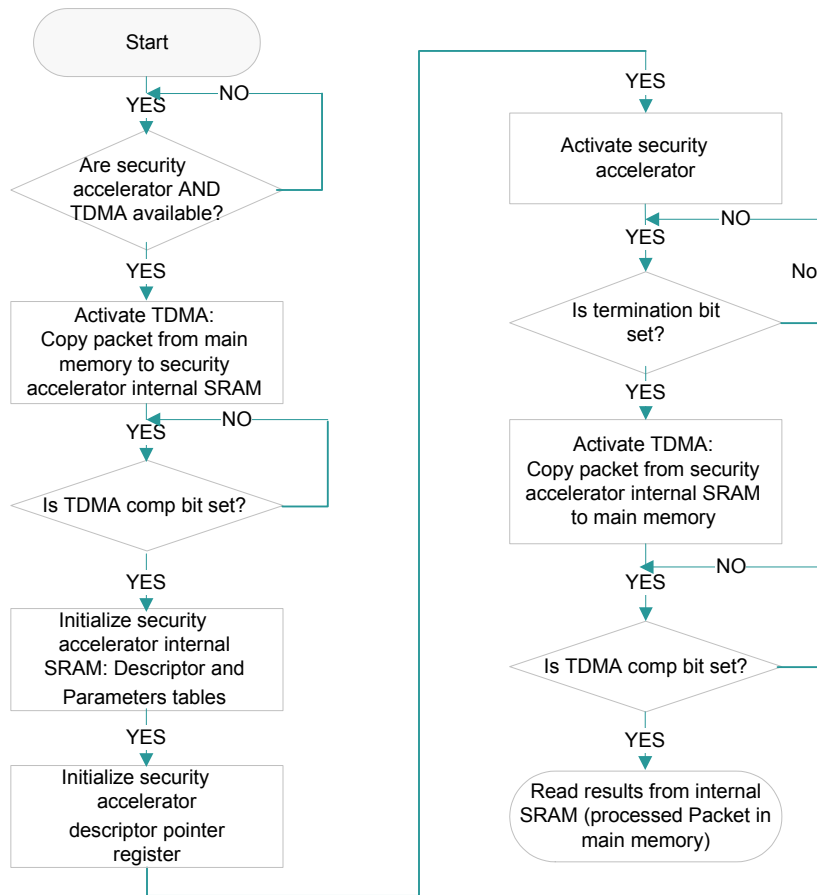 Start
NO
YES
Are security
accelerator AND
TDMA available?
YES
Activate TDMA:
Copy packet from main
memory to security
accelerator internal SRAM
NO
YES
Is TDMA comp bit set?
YES
Initialize security
accelerator internal
SRAM: Descriptor and
Parameters tables
YES
Initialize security
accelerator
descriptor pointer
register
YES
Activate security
accelerator
NO
YES
No
Is termination bit
set?
YES
Activate TDMA:
Copy packet from security
accelerator internal SRAM
to main memory
NO
YES
Is TDMA comp bit set?
YES
Read results from internal
SRAM (processed Packet in
main memory)